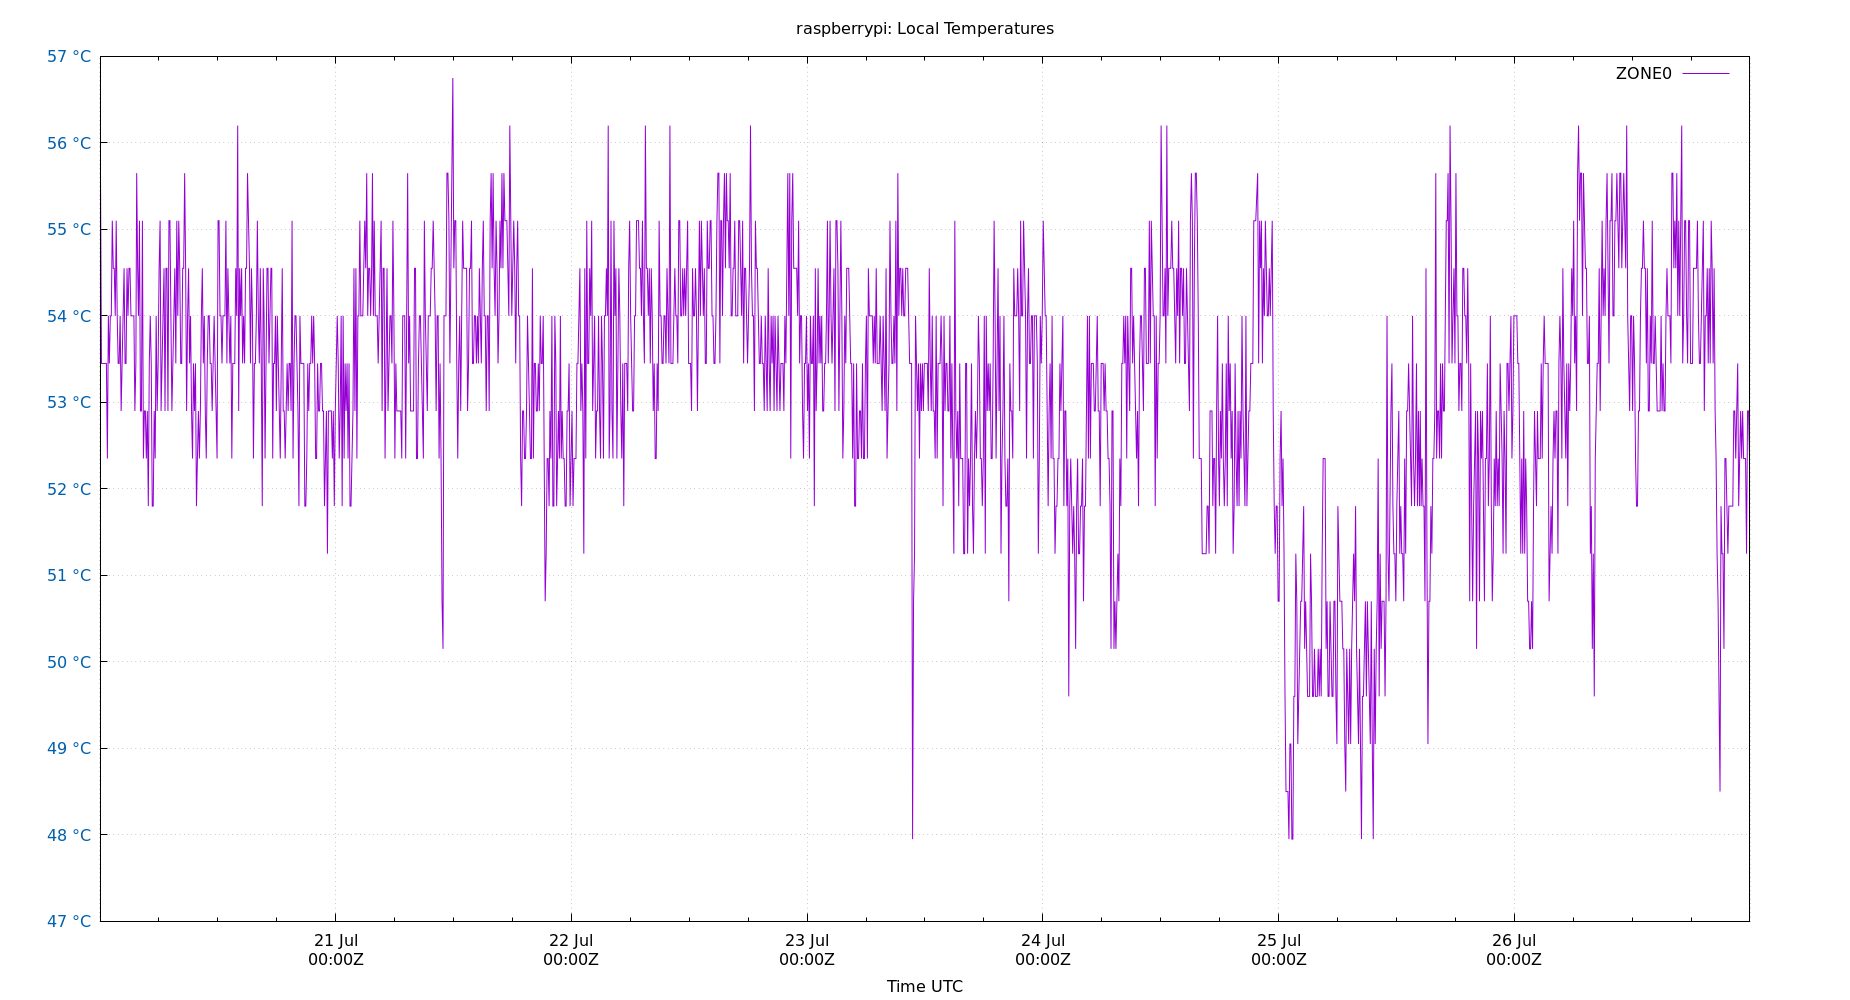 raspberrypi: Local Temperatures
57 °C
ZONE0
56 °C
55 °C
54 °C
53 °C
52 °C
51 °C
50 °C
49 °C
48 °C
47 °C
21 Jul
00:00Z
22 Jul
00:00Z
23 Jul
00:00Z
24 Jul
00:00Z
25 Jul
00:00Z
26 Jul
00:00Z
Time UTC